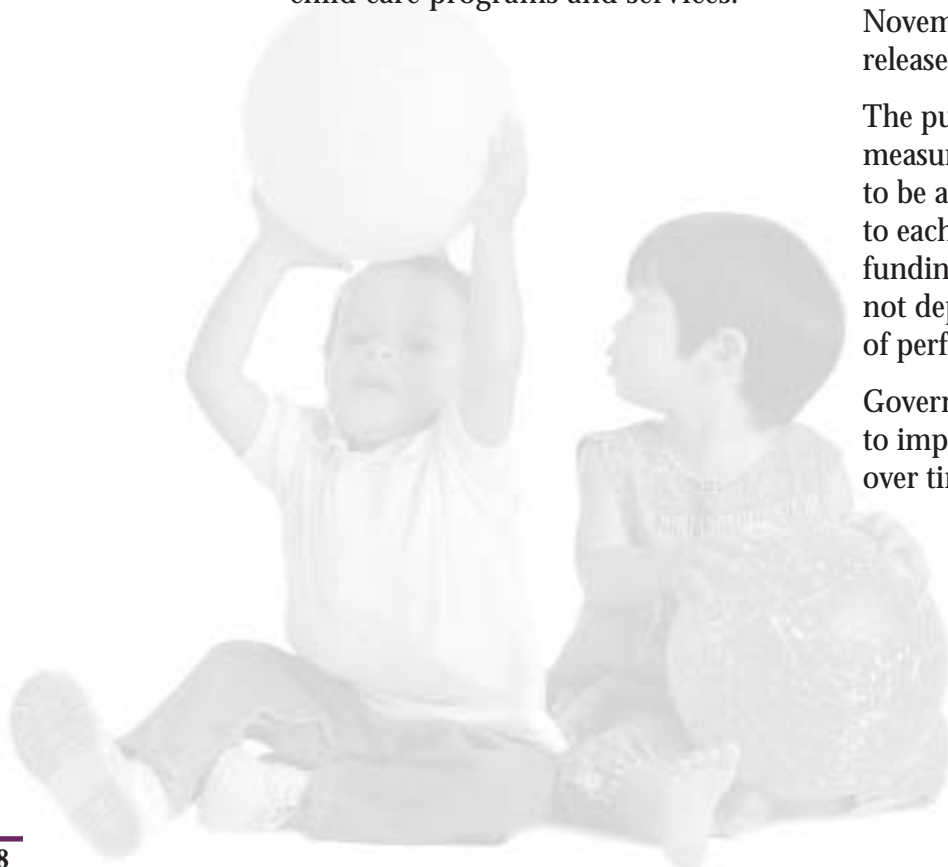 child care programs and services.
Novem
release
The pu
measur
to be a
to each
fundin
not dep
of perf
Govern
to imp
over ti
8